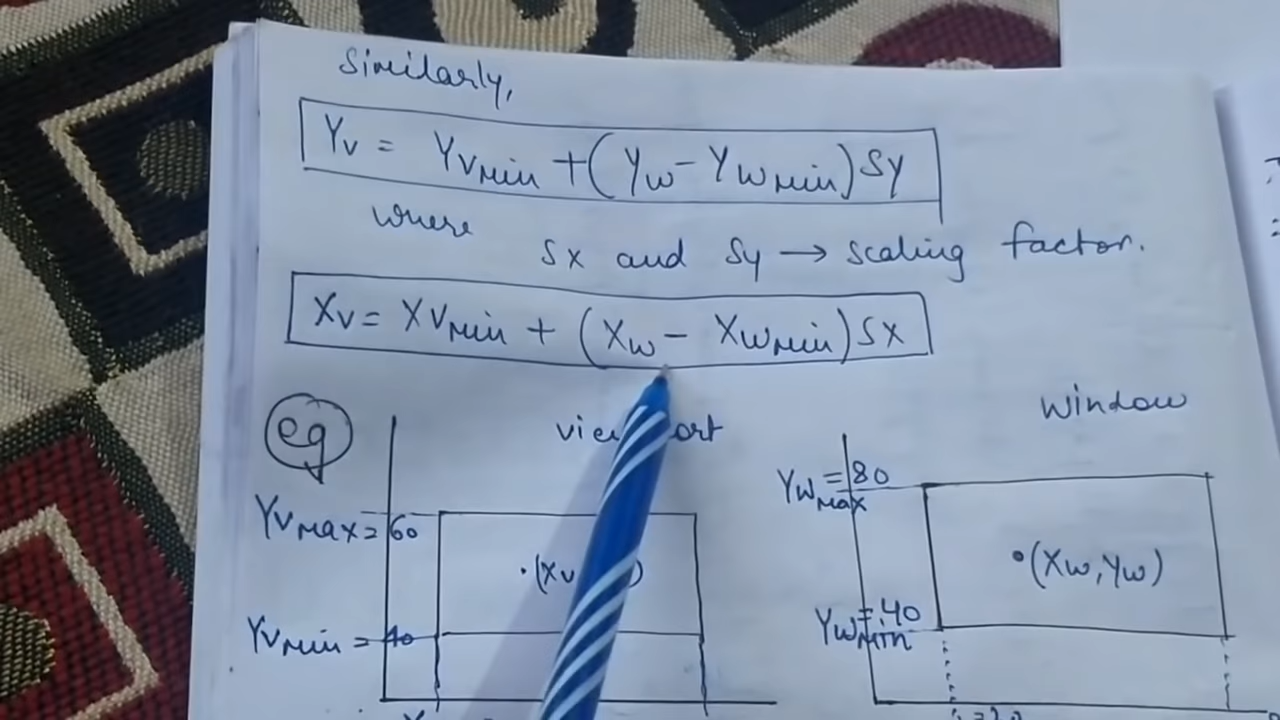 Similarly,
Yv = Yvmin + (Yw - Ywmin) Sy
where
Sx and Sy → scaling factor.
Xv = Xvmin + (Xw - Xwmin) Sx
eg
Window
YvMax = 60
.(Xv )
Yvmin = 40
YwMax = 80
•(Xw, Yw)
YwMin = 40